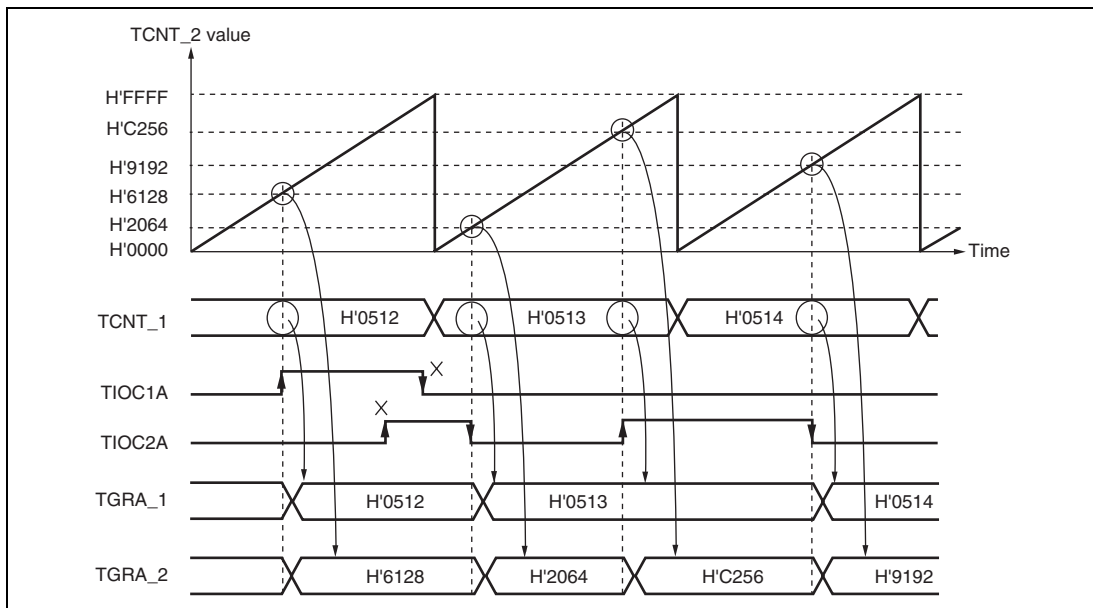 TCNT_2 value
H'FFFF
H'C256
H'9192
H'6128
H'2064
H'0000
Time
TCNT_1 H'0512 H'0513 H'0514
TIOC1A
TIOC2A
TGRA_1 H'0512 H'0513 H'0514
TGRA_2 H'6128 H'2064 H'C256 H'9192